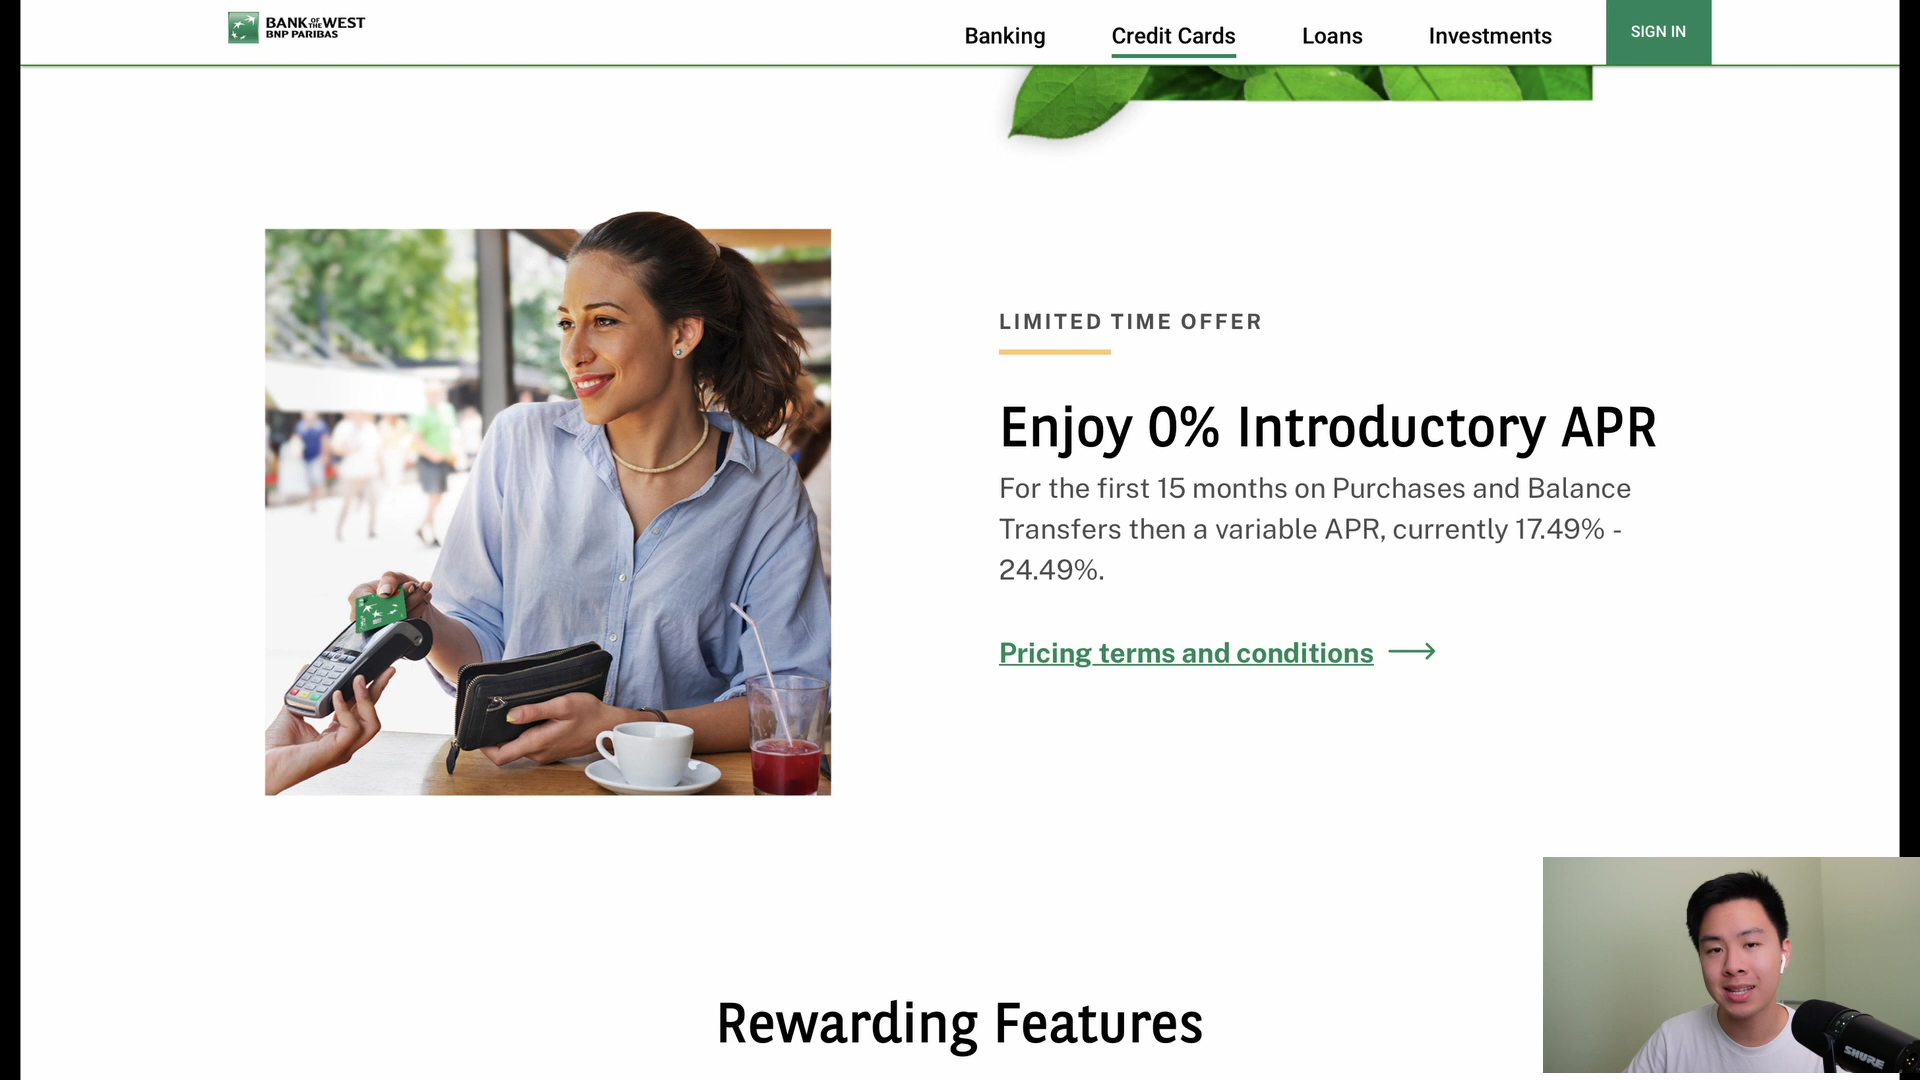 BANK OF THE WEST
BNP PARIBAS
Banking
Credit Cards
Loans
Investments
SIGN IN
LIMITED TIME OFFER
Enjoy 0% Introductory APR
For the first 15 months on Purchases and Balance
Transfers then a variable APR, currently 17.49% -
24.49%.
Pricing terms and conditions
Rewarding Features
SHURE